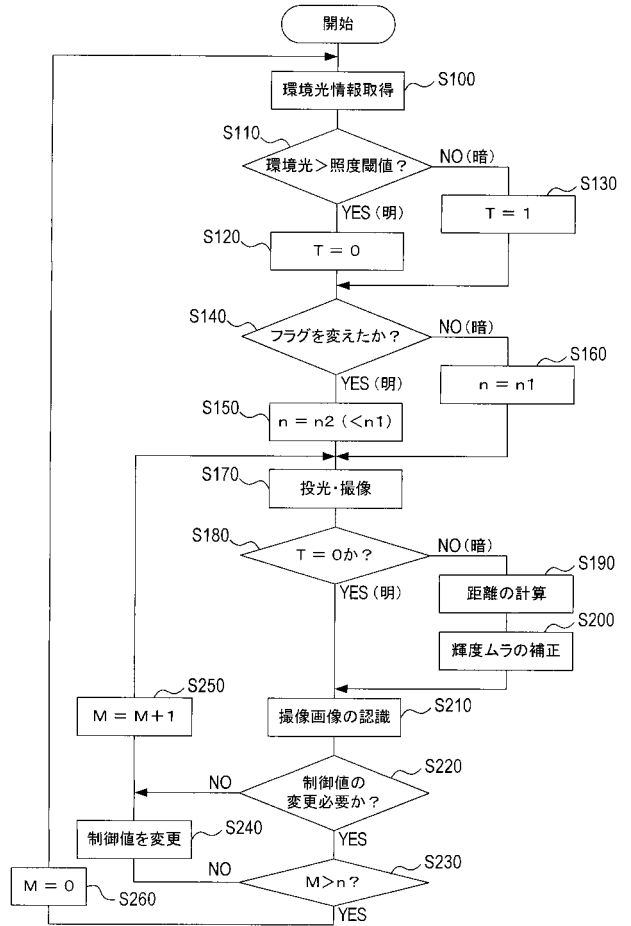 開始
環境光情報取得
S100
S110
環境光＞照度閾値？
NO（暗）
S130
T = 1
YES（明）
S120
T = 0
S140
フラグを変えたか？
NO（暗）
S160
n = n1
YES（明）
S150
n = n2（<n1）
S170
投光・撮像
S180
T = 0か？
NO（暗）
S190
距離の計算
YES（明）
S200
輝度ムラの補正
S250
M = M+1
撮像画像の認識
S210
NO
制御値の
変更必要か？
S220
制御値を変更
S240
YES
S230
NO
M>n？
M = 0
S260
YES